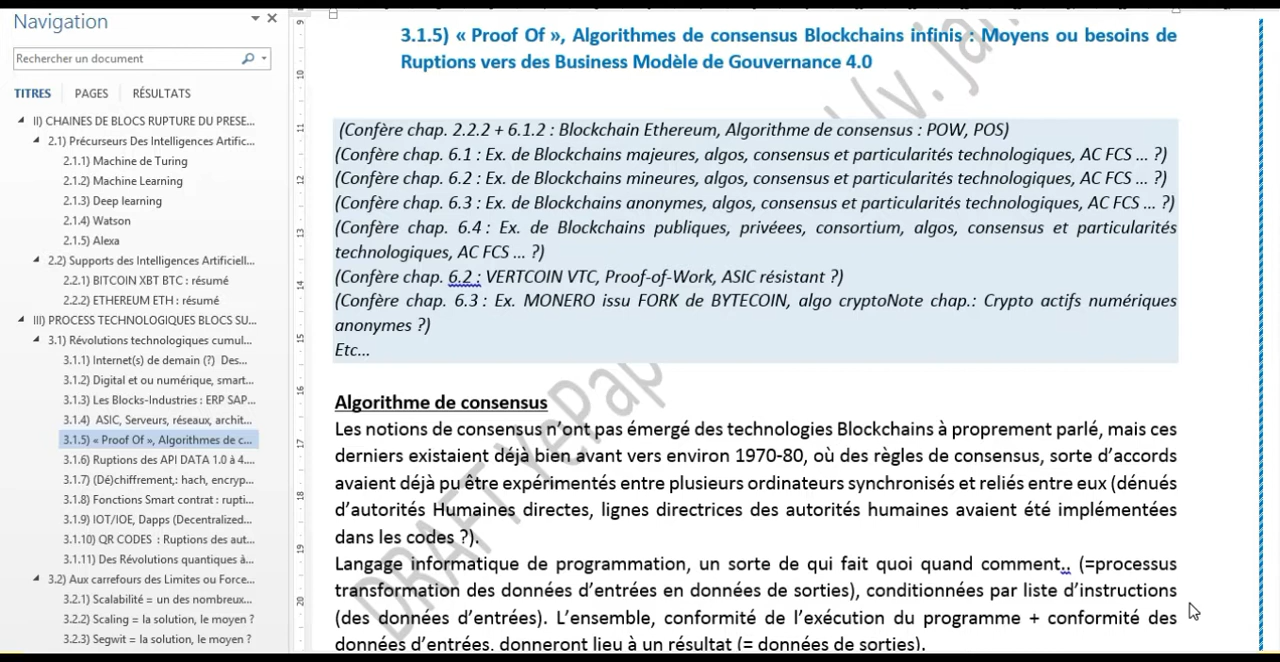 Navigation
Rechercher un document
TITRES PAGES RÉSULTATS
II) CHAINES DE BLOCS RUPTURE DU PRESE...
2.1) Précurseurs Des Intelligences Artific...
2.1.1) Machine de Turing
2.1.2) Machine Learning
2.1.3) Deep learning
2.1.4) Watson
2.1.5) Alexa
2.2) Supports des Intelligences Artificiell...
2.2.1) BITCOIN XBT BTC : résumé
2.2.2) ETHEREUM ETH : résumé
III) PROCESS TECHNOLOGIQUES BLOCS SU...
3.1) Révolutions technologiques cumul...
3.1.1) Internet(s) de demain (?) Des...
3.1.2) Digital et ou numérique, smart...
3.1.3) Les Blocks-Industries : ERP SAP...
3.1.4) ASIC, Serveurs, réseaux, archit...
3.1.5) « Proof Of », Algorithmes de c...
3.1.6) Ruptions des API DATA 1.0 à 4....
3.1.7) (Dé)chiffrement,: hach, encryp...
3.1.8) Fonctions Smart contrat : rupti...
3.1.9) IOT/IOE, Dapps (Decentralized...
3.1.10) QR CODES : Ruptions des aut...
3.1.11) Des Révolutions quantiques à...
3.2) Aux carrefours des Limites ou Force...
3.2.1) Scalabilité = un des nombreux...
3.2.2) Scaling = la solution, le moyen ?
3.2.3) Segwit = la solution, le moyen ?
9
10
11
12
13
14
15
16
17
18
19
20
3.1.5) « Proof Of », Algorithmes de consensus Blockchains infinis : Moyens ou besoins de
Ruptions vers des Business Modèle de Gouvernance 4.0
(Confère chap. 2.2.2 + 6.1.2 : Blockchain Ethereum, Algorithme de consensus : POW, POS)
(Confère chap. 6.1 : Ex. de Blockchains majeures, algos, consensus et particularités technologiques, AC FCS ... ?)
(Confère chap. 6.2 : Ex. de Blockchains mineures, algos, consensus et particularités technologiques, AC FCS ... ?)
(Confère chap. 6.3 : Ex. de Blockchains anonymes, algos, consensus et particularités technologiques, AC FCS ... ?)
(Confère chap. 6.4 : Ex. de Blockchains publiques, privéees, consortium, algos, consensus et particularités
technologiques, AC FCS ... ?)
(Confère chap. 6.2 : VERTCOIN VTC, Proof-of-Work, ASIC résistant ?)
(Confère chap. 6.3 : Ex. MONERO issu FORK de BYTECOIN, algo cryptoNote chap.: Crypto actifs numériques
anonymes ?)
Etc...
Algorithme de consensus
Les notions de consensus n'ont pas émergé des technologies Blockchains à proprement parlé, mais ces
derniers existaient déjà bien avant vers environ 1970-80, où des règles de consensus, sorte d'accords
avaient déjà pu être expérimentés entre plusieurs ordinateurs synchronisés et reliés entre eux (dénués
d'autorités Humaines directes, lignes directrices des autorités humaines avaient été implémentées
dans les codes ?).
Langage informatique de programmation, un sorte de qui fait quoi quand comment.. (=processus
transformation des données d'entrées en données de sorties), conditionnées par liste d'instructions
(des données d'entrées). L'ensemble, conformité de l'exécution du programme + conformité des
données d'entrées, donneront lieu à un résultat (= données de sorties).
DRAFT YePap